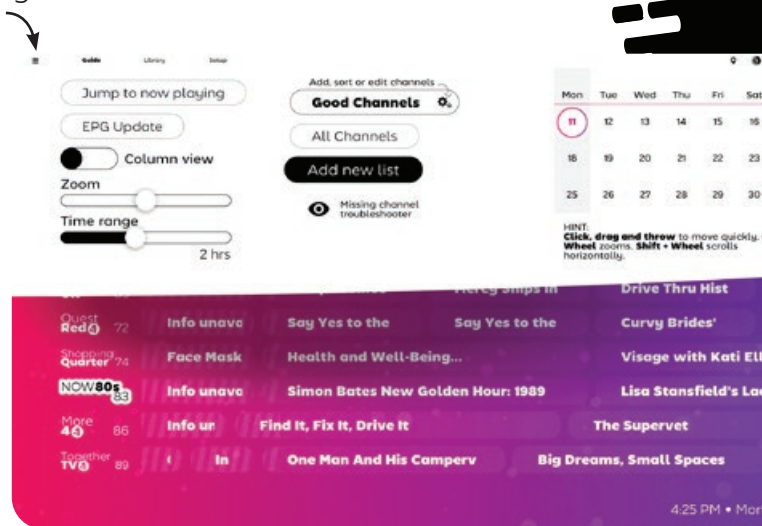 Guide Library Setup
Jump to now playing
EPG Update
Column view
Zoom
Time range
2 hrs
Add, sort or edit channels
Good Channels
All Channels
Add new list
Missing channel
troubleshooter
Mon Tue Wed Thu Fri Sat
11 12 13 14 15 16
18 19 20 21 22 23
25 26 27 28 29 30
HINT:
Click, drag and throw to move quickly.
Wheel zooms. Shift + Wheel scrolls
horizontally.
Drive Thru Hist
Quest
Red 72 Info unava Say Yes to the Say Yes to the Curvy Brides'
Shopping
Quarter 74 Face Mask Health and Well-Being... Visage with Kati Ell
NOW80s
83 Info unava Simon Bates New Golden Hour: 1989 Lisa Stansfield's Lad
More
4 86 Info un Find It, Fix It, Drive It The Supervet
Together
TV 89 In One Man And His Camperv Big Dreams, Small Spaces
4:25 PM • Mon